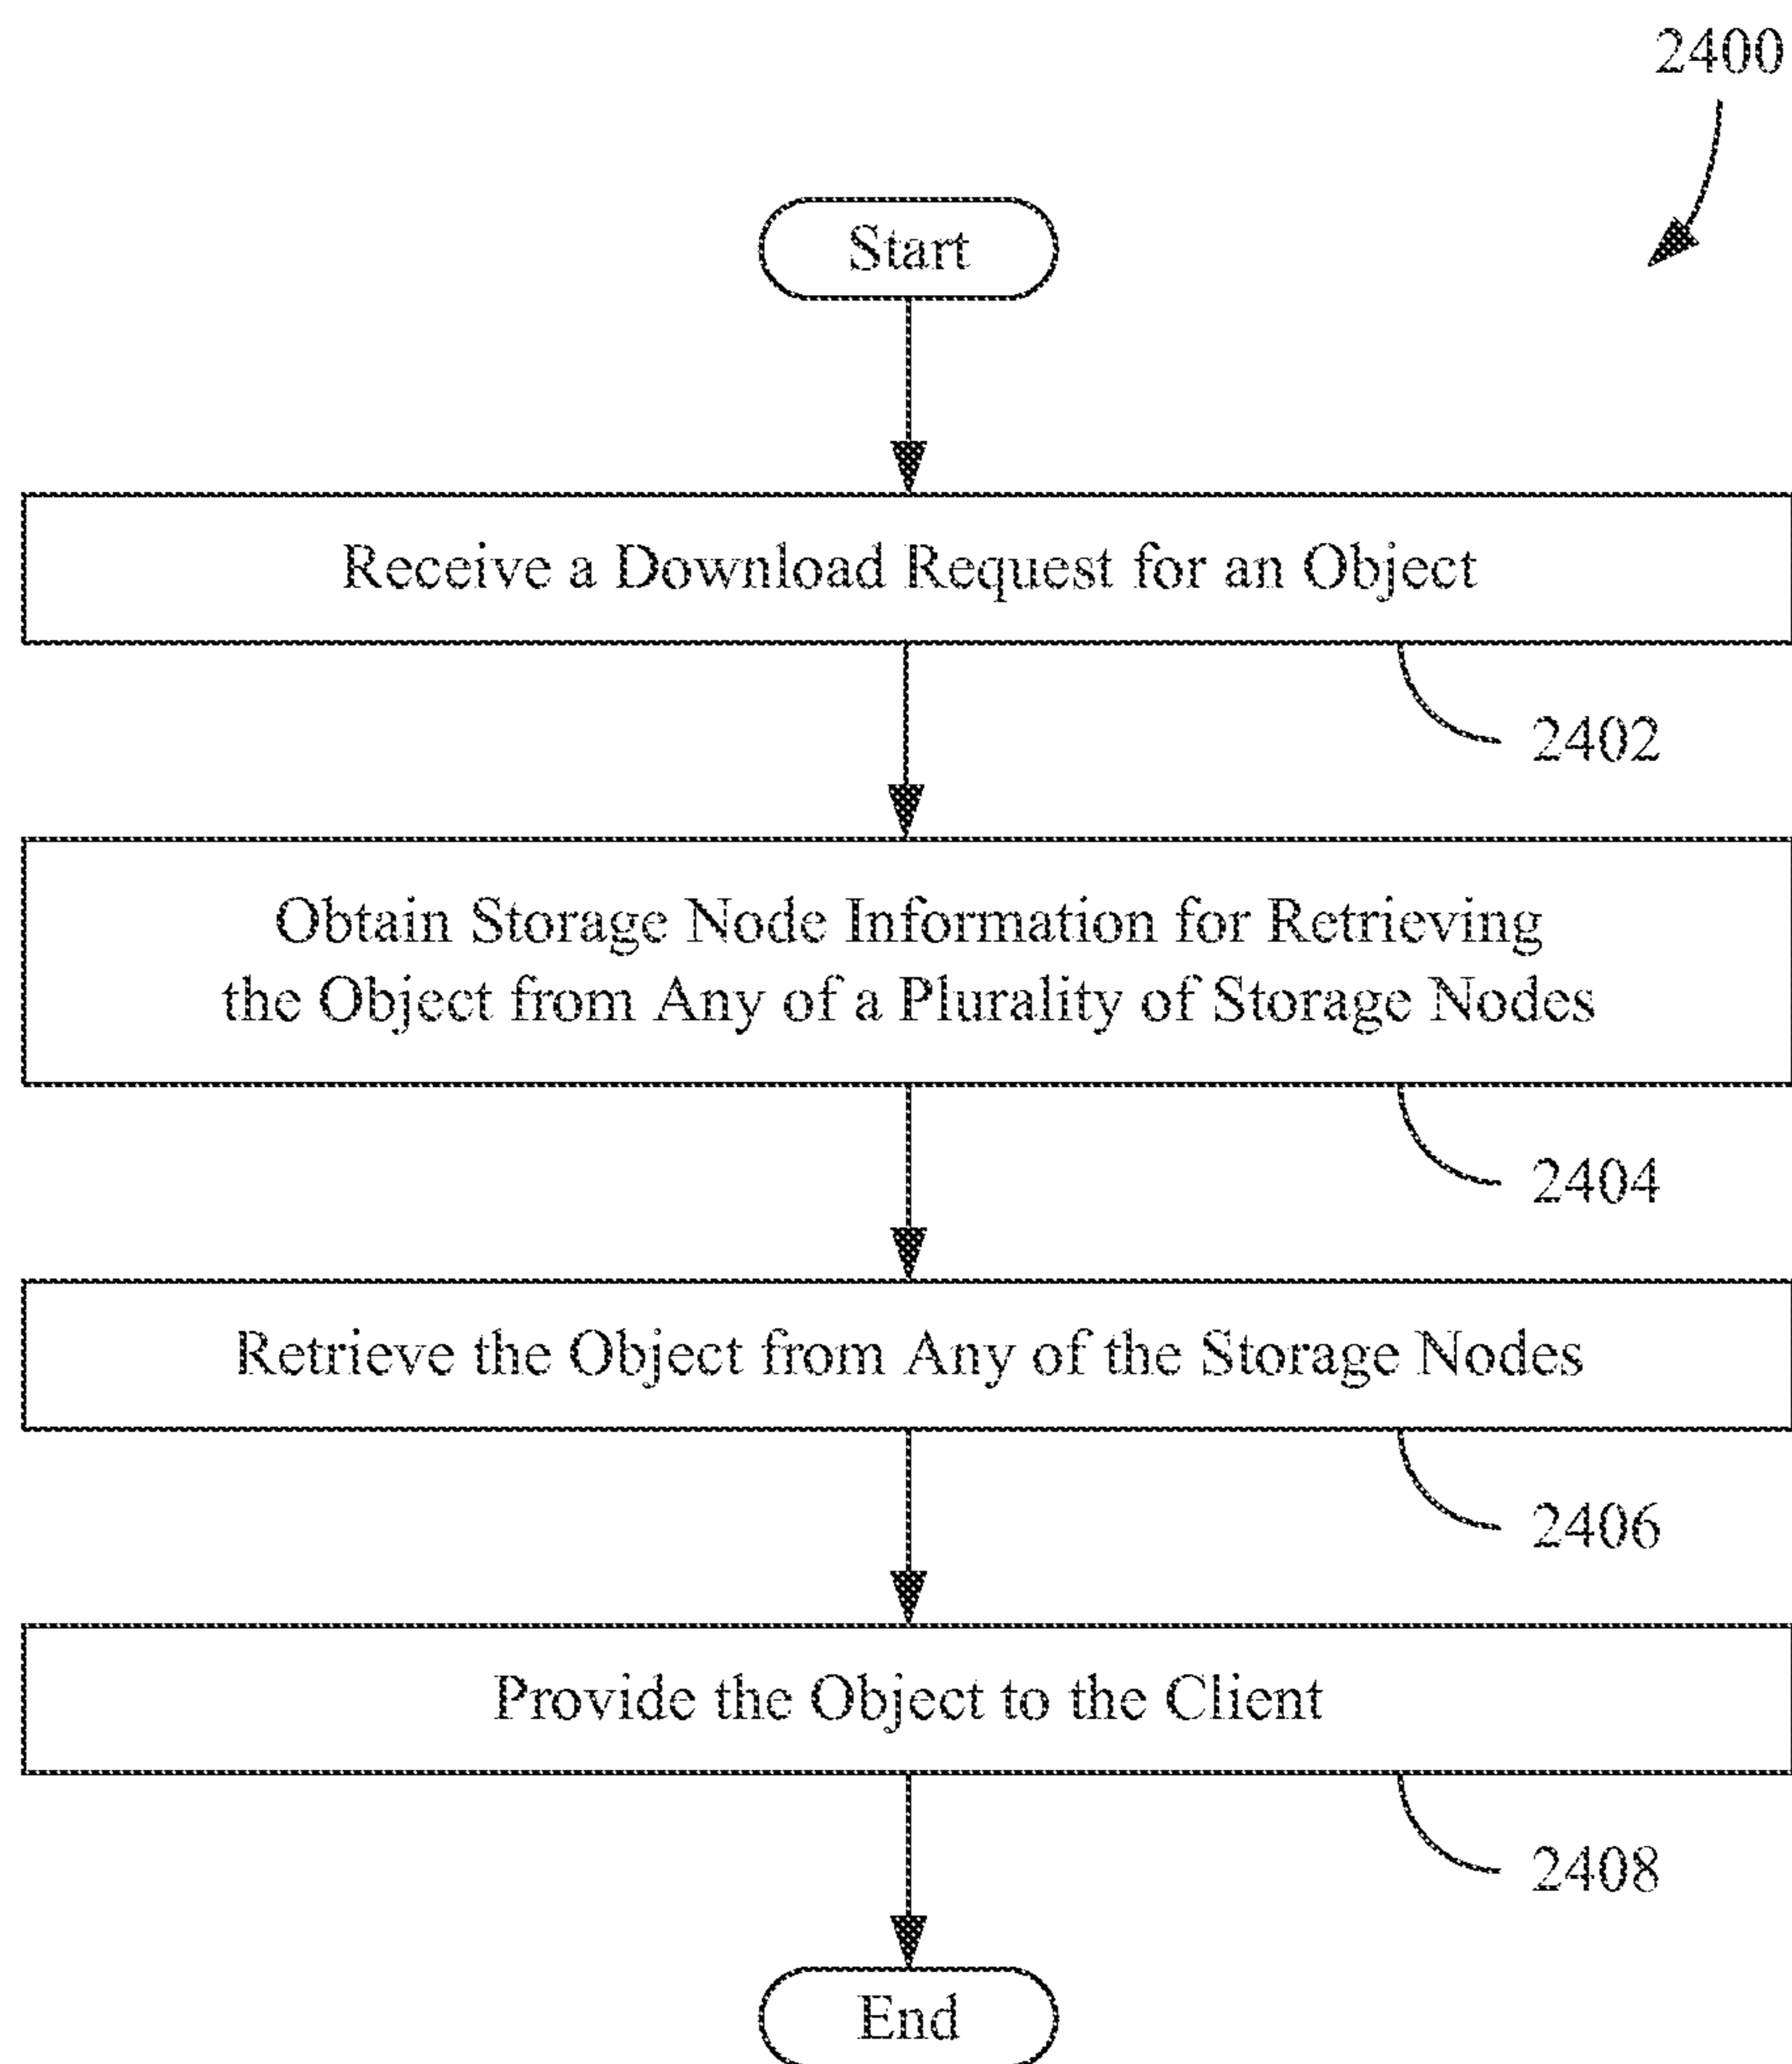 2400
Start
Receive a Download Request for an Object
2402
Obtain Storage Node Information for Retrieving
the Object from Any of a Plurality of Storage Nodes
2404
Retrieve the Object from Any of the Storage Nodes
2406
Provide the Object to the Client
2408
End